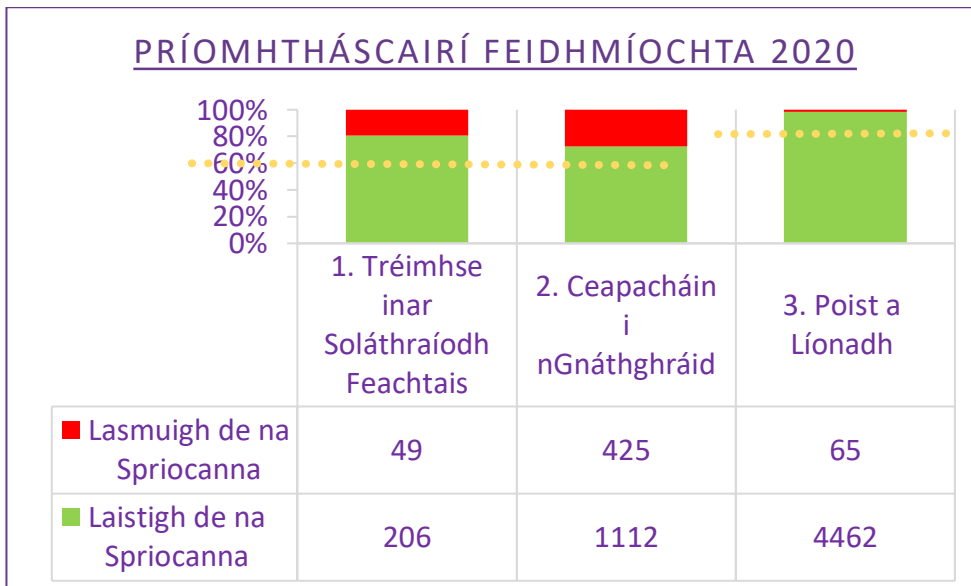 PRÍOMHTHÁSCAIRÍ FEIDHMÍOCHTA 2020
100%
80%
60%
40%
20%
0%
1. Tréimhse
inar
Soláthraíodh
Feachtais
2. Ceapacháin
i
nGnáthghráid
3. Poist a
Líonadh
Lasmuigh de na
Spriocanna
49
425
65
Laistigh de na
Spriocanna
206
1112
4462